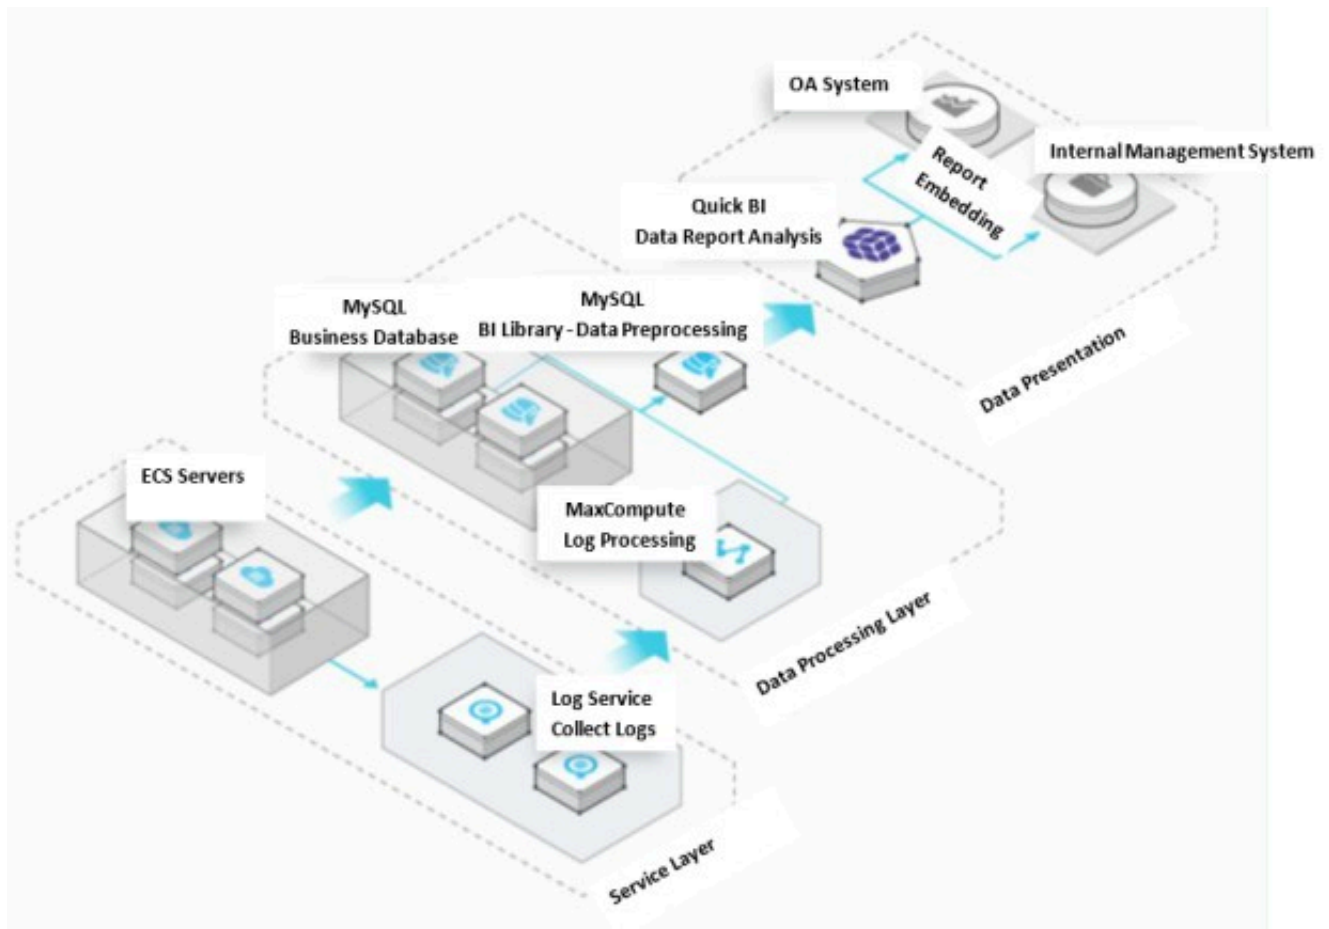 OA System
Internal Management System
Report
Embedding
Quick BI
Data Report Analysis
MySQL
Business Database
MySQL
BI Library - Data Preprocessing
Data Presentation
ECS Servers
MaxCompute
Log Processing
Data Processing Layer
Log Service
Collect Logs
Service Layer